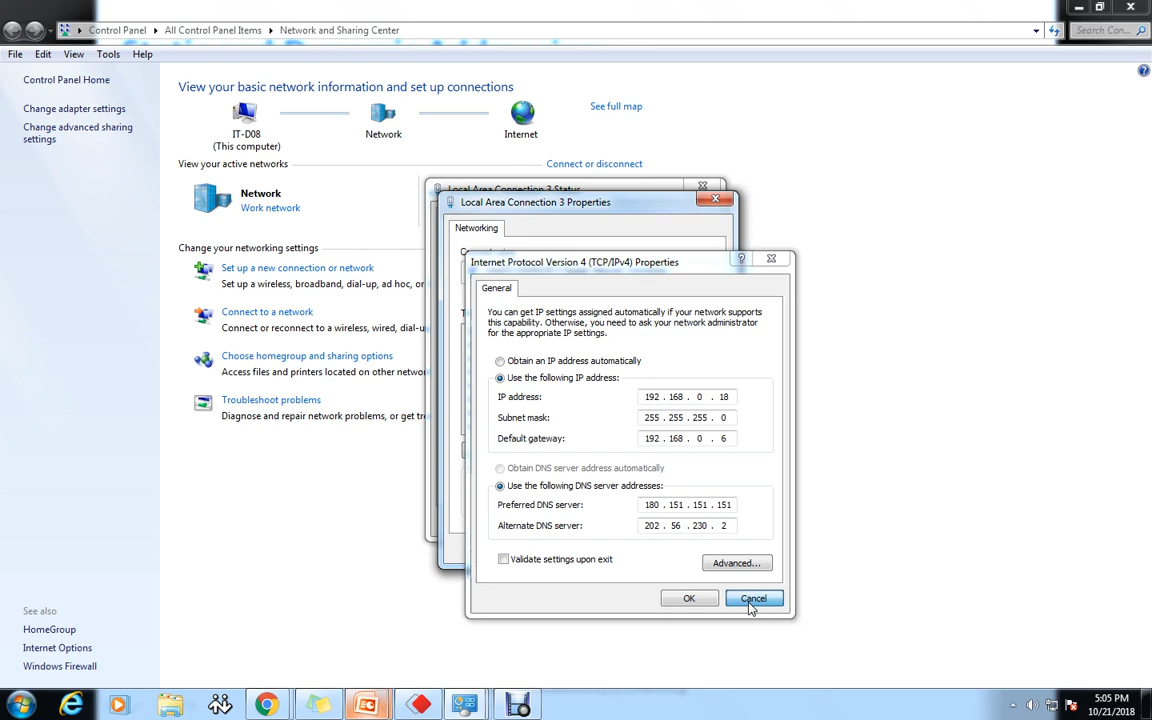 Control Panel
All Control Panel Items
Network and Sharing Center
Search Con...
File
Edit
View
Tools
Help
Control Panel Home
Change adapter settings
Change advanced sharing
settings
View your basic network information and set up connections
See full map
IT-D08
(This computer)
Network
Internet
View your active networks
Connect or disconnect
Network
Work network
Change your networking settings
Set up a new connection or network
Set up a wireless, broadband, dial-up, ad hoc, or
Connect to a network
Connect or reconnect to a wireless, wired, dial-u
Choose homegroup and sharing options
Access files and printers located on other networ
Troubleshoot problems
Diagnose and repair network problems, or get tr
See also
HomeGroup
Internet Options
Windows Firewall
Local Area Connection 3 Status
Local Area Connection 3 Properties
Networking
Internet Protocol Version 4 (TCP/IPv4) Properties
General
You can get IP settings assigned automatically if your network supports
this capability. Otherwise, you need to ask your network administrator
for the appropriate IP settings.
Obtain an IP address automatically
Use the following IP address:
IP address: 192 . 168 . 0 . 18
Subnet mask: 255 . 255 . 255 . 0
Default gateway: 192 . 168 . 0 . 6
Obtain DNS server address automatically
Use the following DNS server addresses:
Preferred DNS server: 180 . 151 . 151 . 151
Alternate DNS server: 202 . 56 . 230 . 2
Validate settings upon exit
Advanced...
OK
Cancel
5:05 PM
10/21/2018